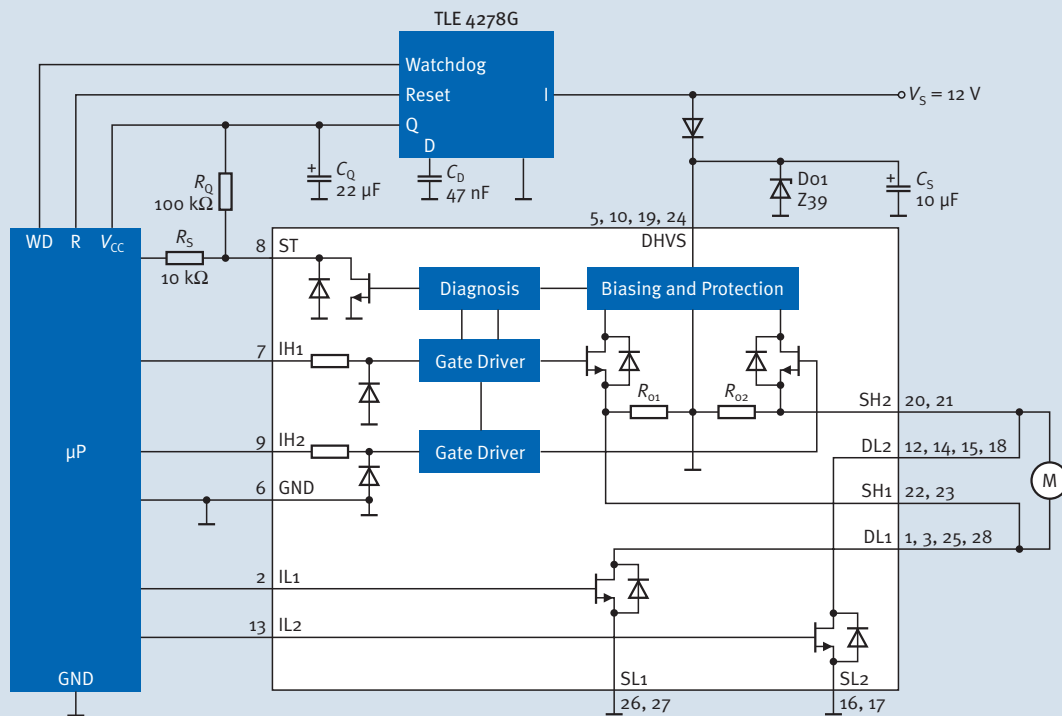 TLE 4278G
Watchdog
Reset
I
Q
D
V_S = 12 V
C_Q
22 µF
C_D
47 nF
R_Q
100 kΩ
D01
Z39
C_S
10 µF
5, 10, 19, 24
DHVS
WD
R
V_CC
R_S
10 kΩ
8
ST
Diagnosis
Biasing and Protection
7
IH1
Gate Driver
R_01
R_02
SH2
20, 21
9
IH2
Gate Driver
DL2
12, 14, 15, 18
µP
6
GND
SH1
22, 23
M
DL1
1, 3, 25, 28
2
IL1
13
IL2
GND
SL1
26, 27
SL2
16, 17